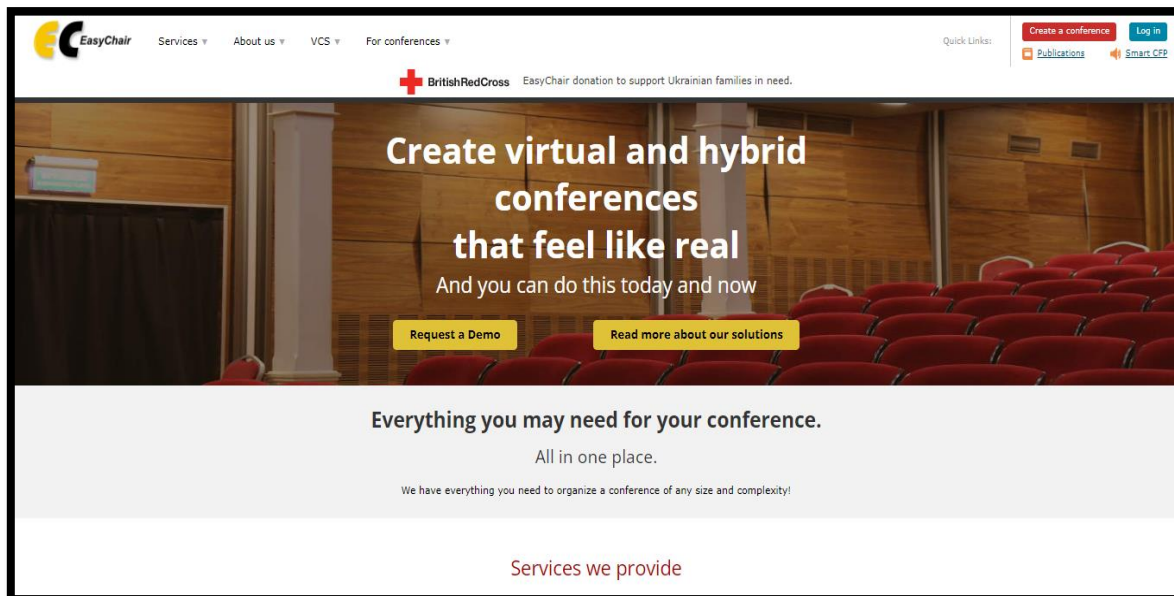 EasyChair
Services ▼ About us ▼ VCS ▼ For conferences ▼
Quick Links:
Create a conference Log in
Publications Smart CFP
BritishRedCross EasyChair donation to support Ukrainian families in need.
Create virtual and hybrid
conferences
that feel like real
And you can do this today and now
Request a Demo Read more about our solutions
Everything you may need for your conference.
All in one place.
We have everything you need to organize a conference of any size and complexity!
Services we provide